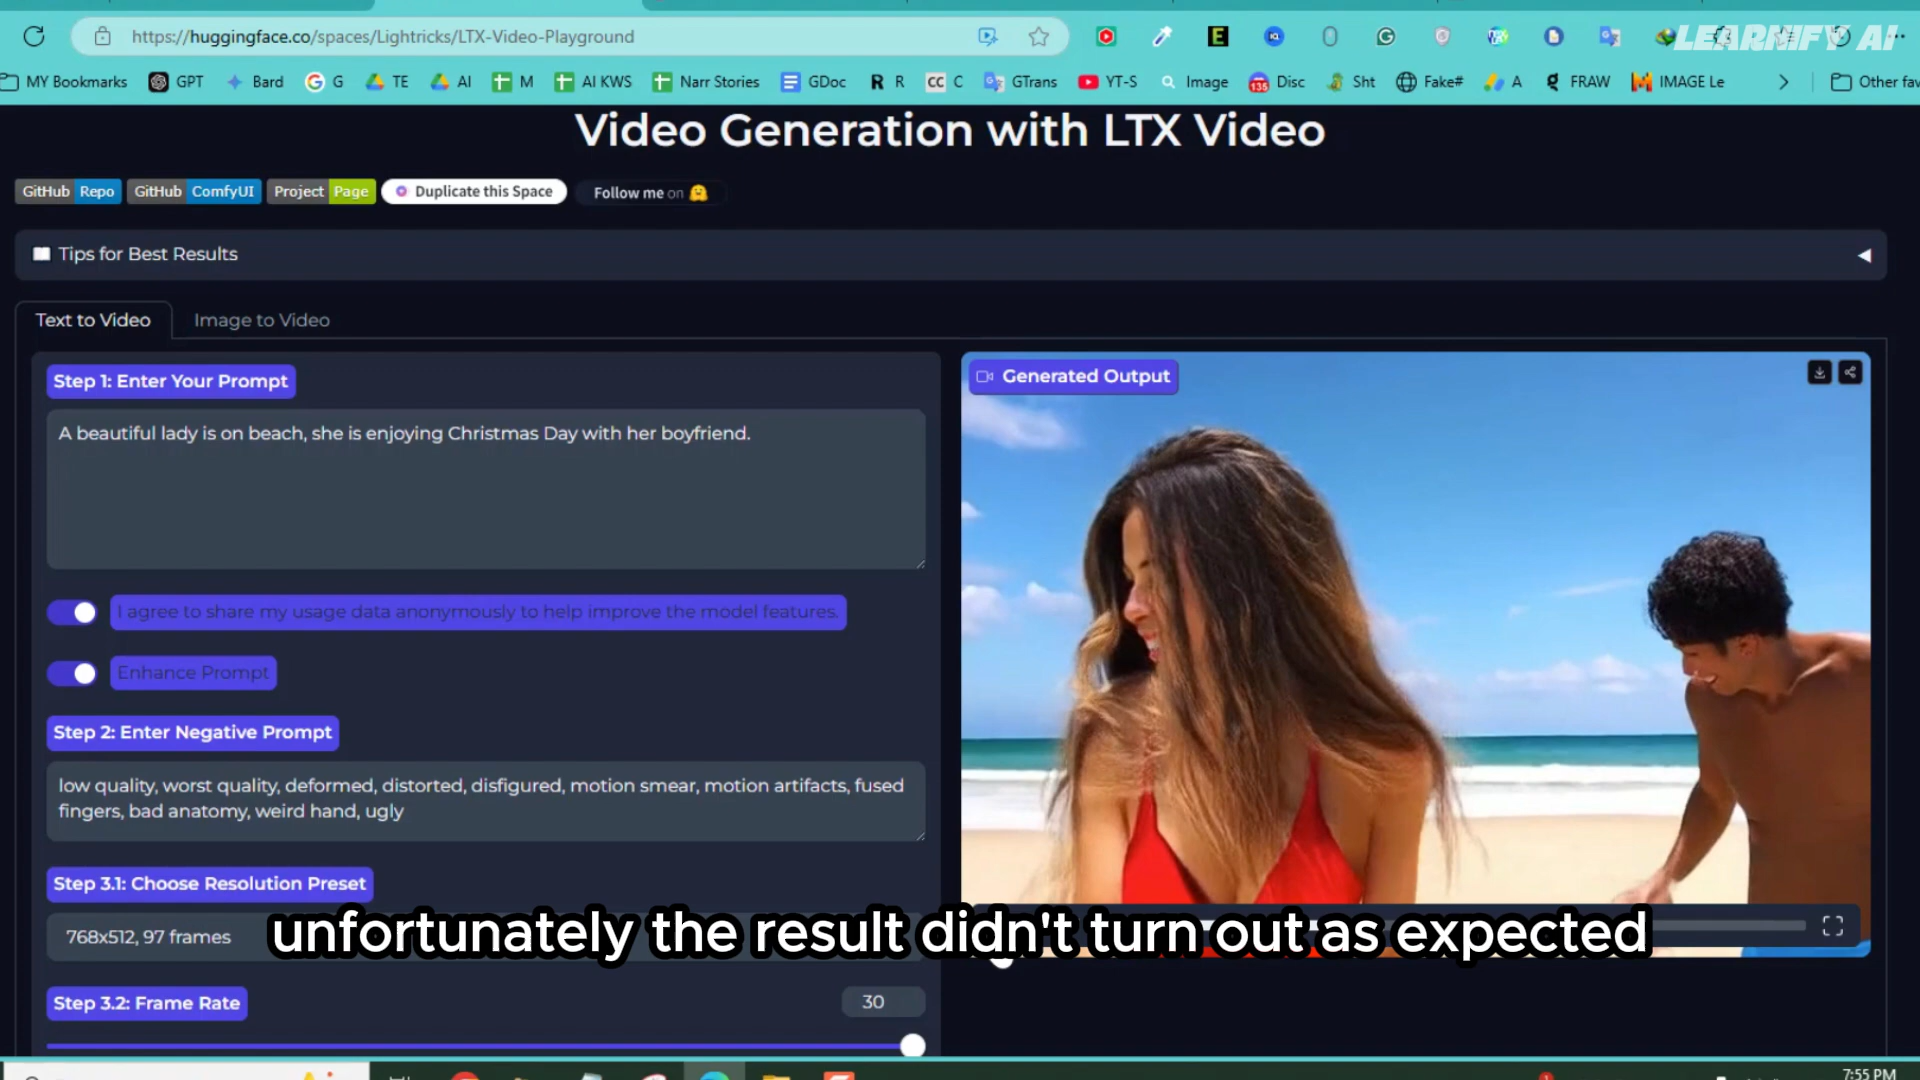 https://huggingface.co/spaces/Lightricks/LTX-Video-Playground
LEARNIFY AI
MY Bookmarks GPT Bard G TE AI M AI KWS Narr Stories GDoc R R CC C GTrans YT-S Image 135 Disc Sht Fake# A FRAW IMAGE Le Other fav
Video Generation with LTX Video
GitHub Repo GitHub ComfyUI Project Page Duplicate this Space Follow me on
Tips for Best Results
Text to Video Image to Video
Step 1: Enter Your Prompt
Generated Output
A beautiful lady is on beach, she is enjoying Christmas Day with her boyfriend.
I agree to share my usage data anonymously to help improve the model features.
Enhance Prompt
Step 2: Enter Negative Prompt
low quality, worst quality, deformed, distorted, disfigured, motion smear, motion artifacts, fused
fingers, bad anatomy, weird hand, ugly
Step 3.1: Choose Resolution Preset
768x512, 97 frames
unfortunately the result didn't turn out as expected
Step 3.2: Frame Rate
30
7:55 PM